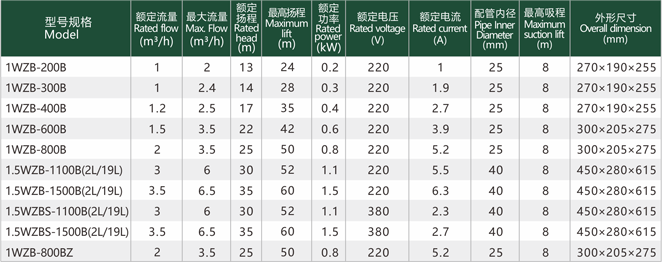 型号规格 Model 额定流量 Rated flow (m³/h) 最大流量 Max. Flow (m³/h) 额定扬程 Rated head(m) 最高扬程 Maximum lift (m) 额定功率 Rated power (kW) 额定电压 Rated voltage (V) 额定电流 Rated current (A) 配管内径 Pipe Inner Diameter (mm) 最高吸程 Maximum suction lift (m) 外形尺寸 Overall dimension (mm)
1WZB-200B 1 2 13 24 0.2 220 1 25 8 270×190×255
1WZB-300B 1 2.4 14 28 0.3 220 1.9 25 8 270×190×255
1WZB-400B 1.2 2.5 17 35 0.4 220 2.7 25 8 270×190×255
1WZB-600B 1.5 3.5 22 42 0.6 220 3.9 25 8 300×205×275
1WZB-800B 2 3.5 25 50 0.8 220 5.2 25 8 300×205×275
1.5WZB-1100B(2L/19L) 3 6 30 52 1.1 220 5.5 40 8 450×280×615
1.5WZB-1500B(2L/19L) 3.5 6.5 35 60 1.5 220 6.3 40 8 450×280×615
1.5WZBS-1100B(2L/19L) 3 6 30 52 1.1 380 2.3 40 8 450×280×615
1.5WZBS-1500B(2L/19L) 3.5 6.5 35 60 1.5 380 2.7 40 8 450×280×615
1WZB-800BZ 2 3.5 25 50 0.8 220 5.2 25 8 300×205×275